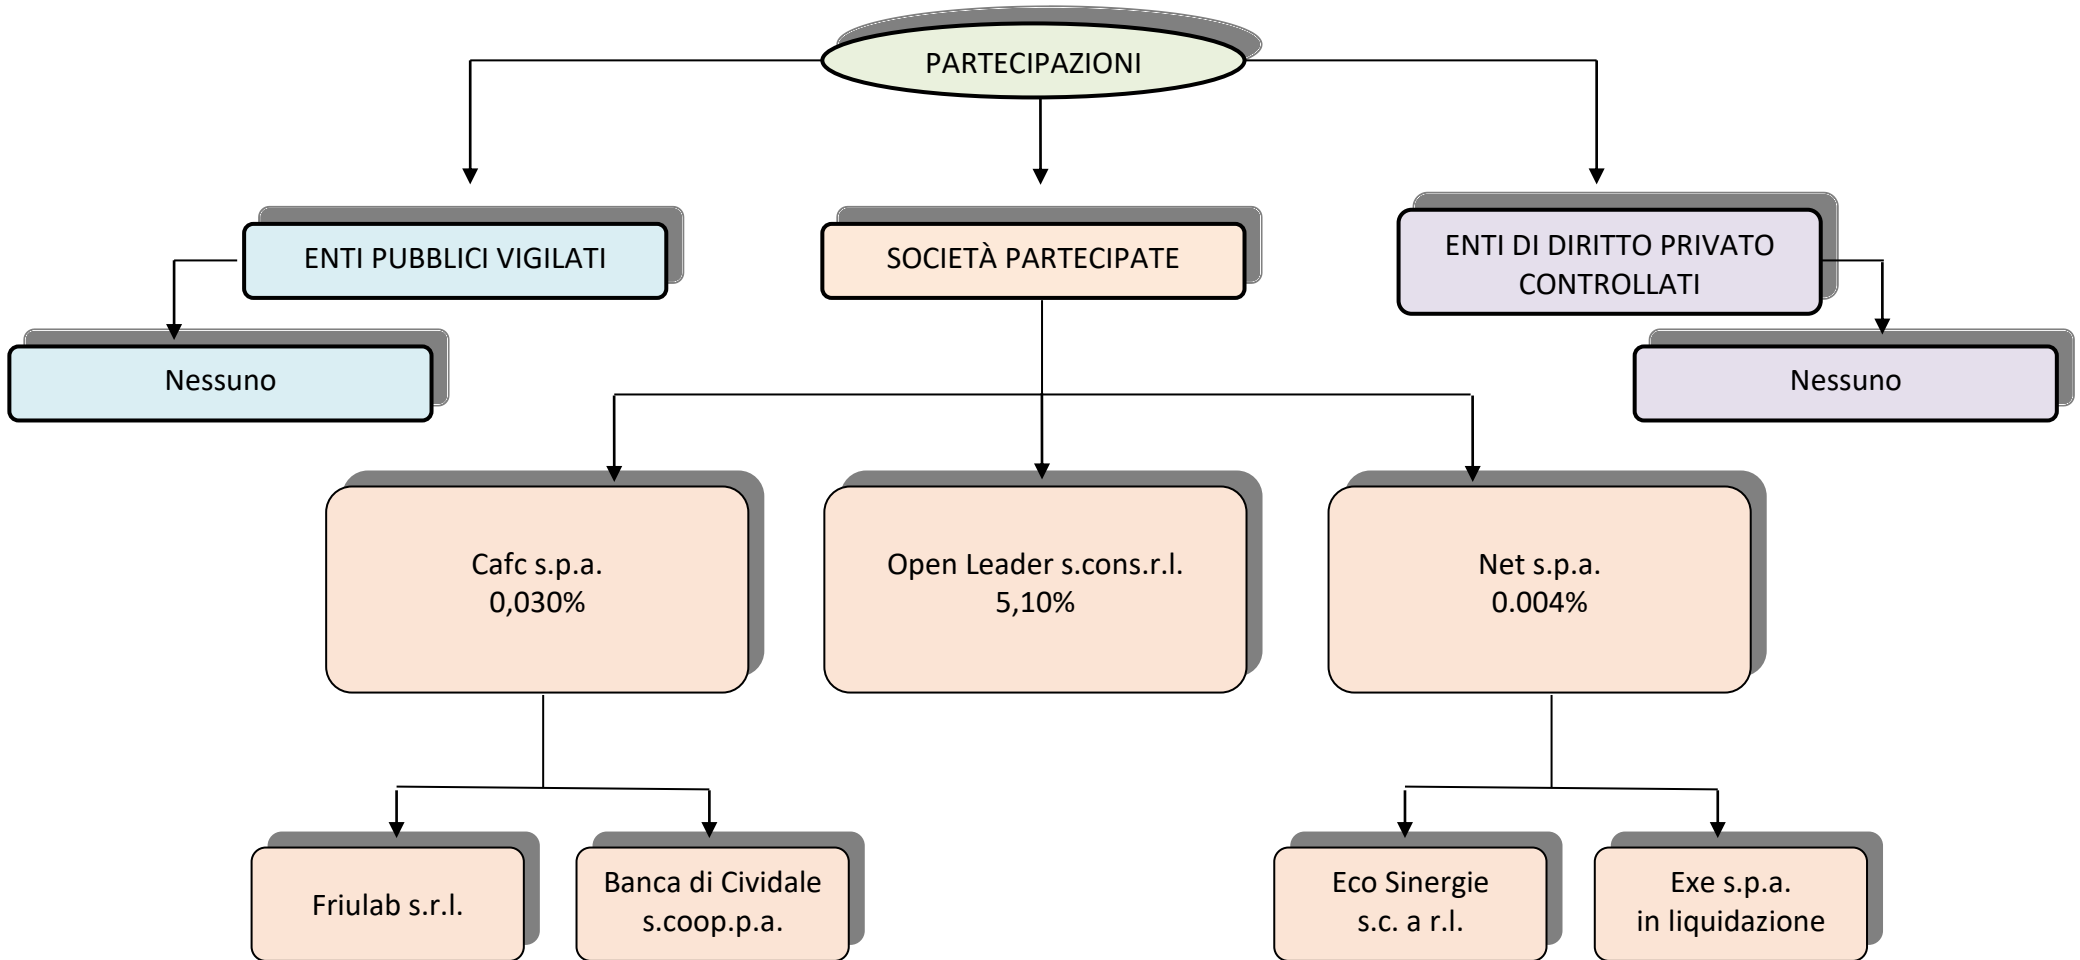 PARTECIPAZIONI
ENTI PUBBLICI VIGILATI
SOCIETÀ PARTECIPATE
ENTI DI DIRITTO PRIVATO
CONTROLLATI
Nessuno
Nessuno
Cafc s.p.a.
0,030%
Open Leader s.cons.r.l.
5,10%
Net s.p.a.
0.004%
Friulab s.r.l.
Banca di Cividale
s.coop.p.a.
Eco Sinergie
s.c. a r.l.
Exe s.p.a.
in liquidazione